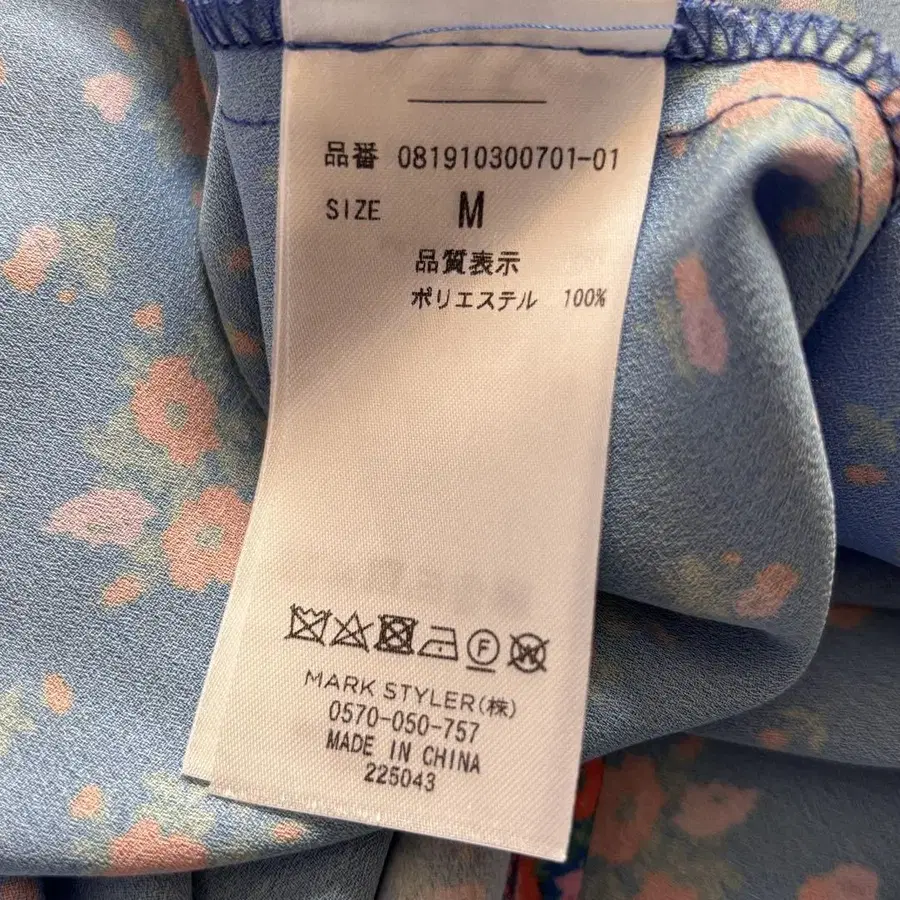 品番 081910300701-01
SIZE M
品質表示
ポリエステル 100%
F
W
MARK STYLER(株)
0570-050-757
MADE IN CHINA
225043